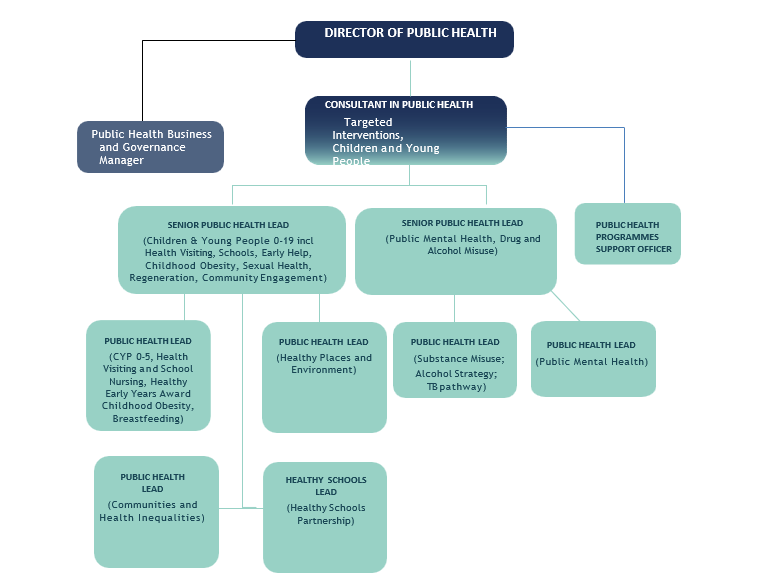 DIRECTOR OF PUBLIC HEALTH
CONSULTANT IN PUBLIC HEALTH
Targeted
Interventions,
Children and Young
People
Public Health Business
and Governance
Manager
SENIOR PUBLIC HEALTH LEAD
(Children & Young People 0-19 incl
Health Visiting, Schools, Early Help,
Childhood Obesity, Sexual Health,
Regeneration, Community Engagement)
SENIOR PUBLIC HEALTH LEAD
(Public Mental Health, Drug and
Alcohol Misuse)
PUBLIC HEALTH
PROGRAMMES
SUPPORT OFFICER
PUBLIC HEALTH LEAD
(CYP 0-5, Health
Visiting and School
Nursing, Healthy
Early Years Award
Childhood Obesity,
Breastfeeding)
PUBLIC HEALTH LEAD
(Healthy Places and
Environment)
PUBLIC HEALTH LEAD
(Substance Misuse;
Alcohol Strategy;
TB pathway)
PUBLIC HEALTH LEAD
(Public Mental Health)
PUBLIC HEALTH
LEAD
(Communities and
Health Inequalities)
HEALTHY SCHOOLS
LEAD
(Healthy Schools
Partnership)